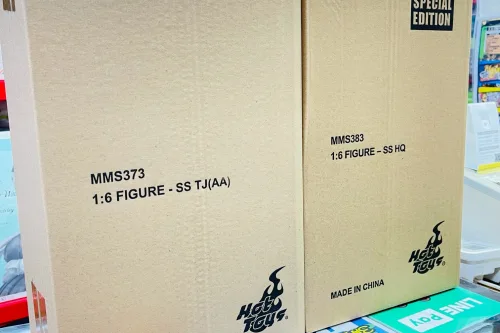 MMS373
1:6 FIGURE - SS TJ(AA)
Hot
Toys
SPECIAL
EDITION
MMS383
1:6 FIGURE – SS HQ
Hot
Toys
MADE IN CHINA
LINE
Pay